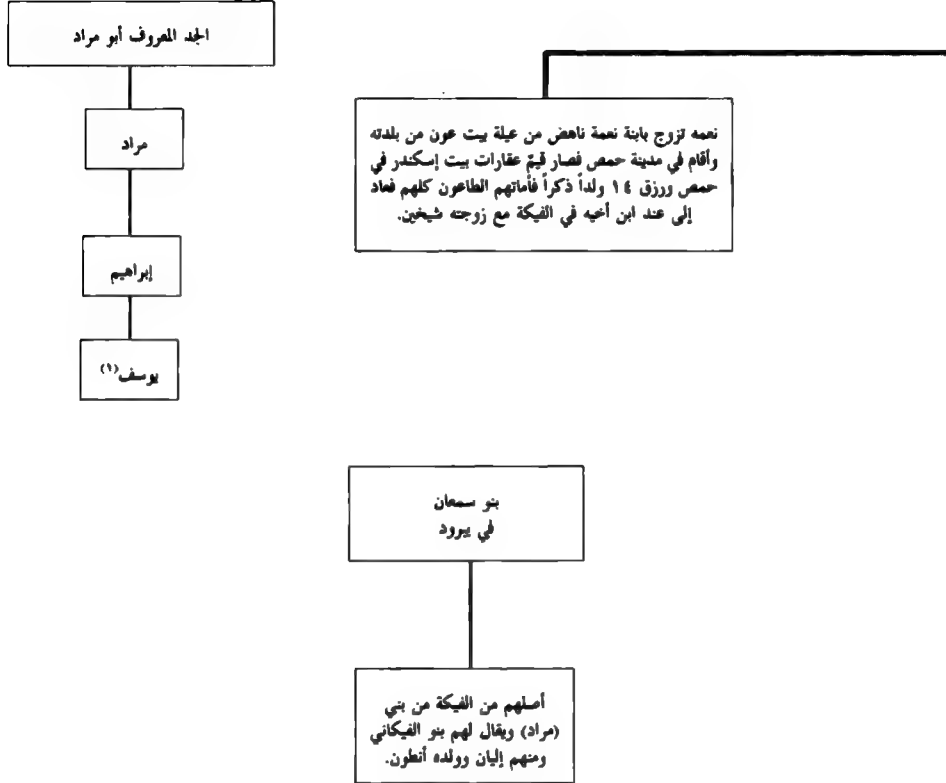 الجد المعروف أبو مراد
مراد
إبراهيم
يوسف(١)
نعمه تزوج بابنة نعمة ناهض من عيلة بيت عون من بلدته
وأقام في مدينة حمص فصار قيّم عقارات بيت إسكندر في
حمص ورزق ١٤ ولداً ذكراً فأماتهم الطاعون كلهم فعاد
إلى عند ابن أخيه في الفيكة مع زوجته شيخين.
بنو سمعان
في يبرود
أصلهم من الفيكة من بني
(مراد) ويقال لهم بنو الفيكاني
ومنهم إليان وولده أنطون.